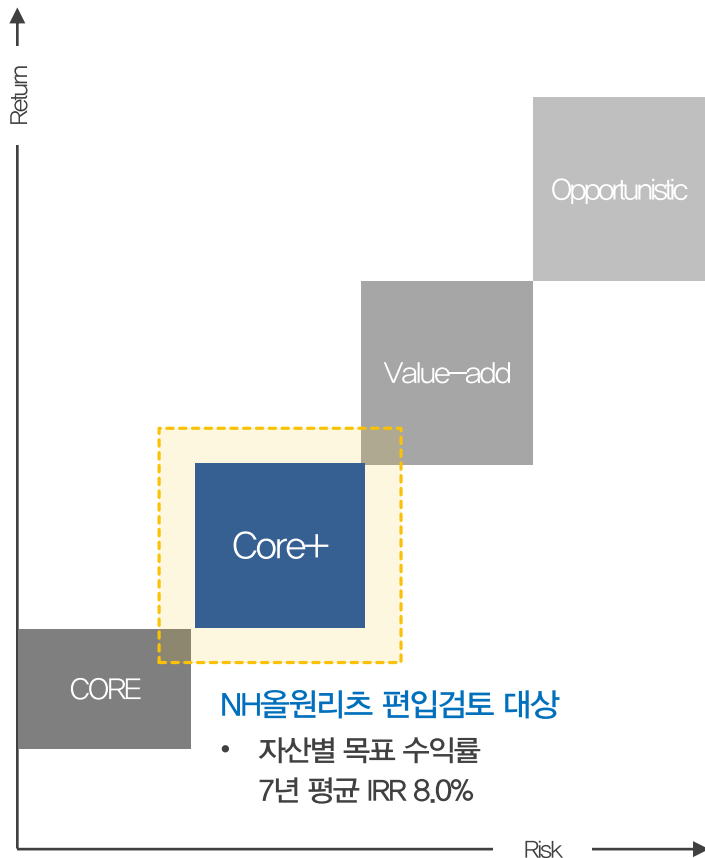 Return
Opportunistic
Value-add
Core+
CORE
NH올원리츠 편입검토 대상
• 자산별 목표 수익률
7년 평균 IRR 8.0%
Risk